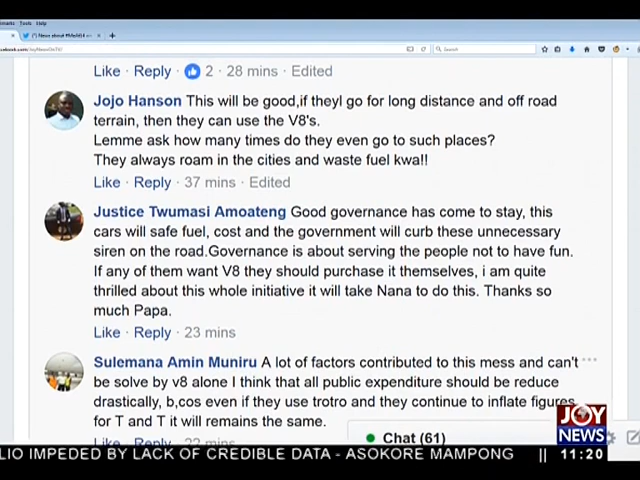 Tools Help
Search
Like · Reply · 2 · 28 mins · Edited
Jojo Hanson This will be good,if theyl go for long distance and off road
terrain, then they can use the V8's.
Lemme ask how many times do they even go to such places?
They always roam in the cities and waste fuel kwa!!
Like · Reply · 37 mins · Edited
Justice Twumasi Amoateng Good governance has come to stay, this
cars will safe fuel, cost and the government will curb these unnecessary
siren on the road.Governance is about serving the people not to have fun.
If any of them want V8 they should purchase it themselves, i am quite
thrilled about this whole initiative it will take Nana to do this. Thanks so
much Papa.
Like · Reply · 23 mins
Sulemana Amin Muniru A lot of factors contributed to this mess and can't
be solve by v8 alone I think that all public expenditure should be reduce
drastically, b,cos even if they use trotro and they continue to inflate figures
for T and T it will remains the same.
Like · Reply · 22 mins
Chat (61)
JOY
NEWS
LIO IMPEDED BY LACK OF CREDIBLE DATA - ASOKORE MAMPONG || 11:20